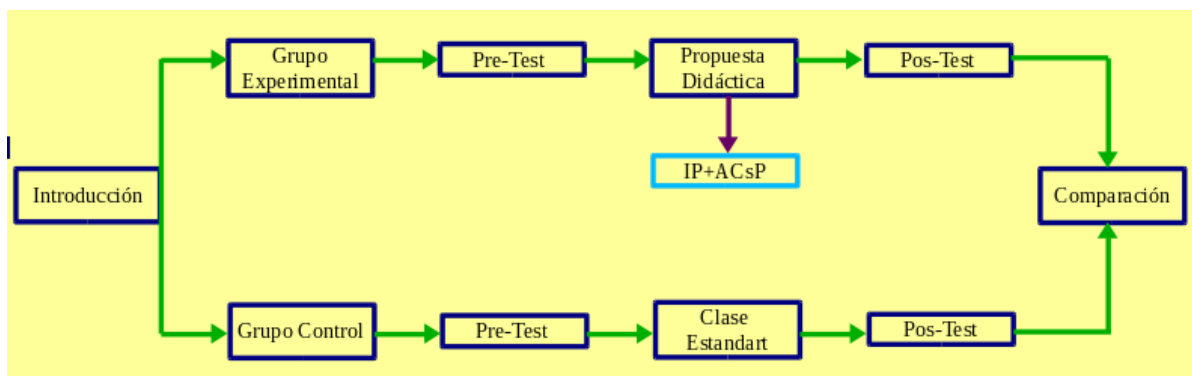 Grupo
Experimental
Pre-Test
Propuesta
Didáctica
Pos-Test
IP+ACsP
Introducción
Comparación
Grupo Control
Pre-Test
Clase
Estandart
Pos-Test